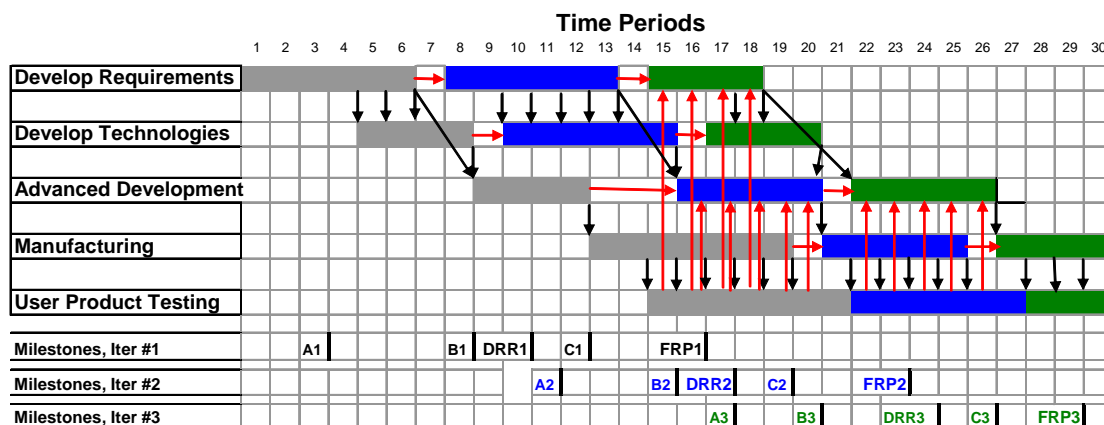 Time Periods
1 2 3 4 5 6 7 8 9 10 11 12 13 14 15 16 17 18 19 20 21 22 23 24 25 26 27 28 29 30
Develop Requirements
Develop Technologies
Advanced Development
Manufacturing
User Product Testing
Milestones, Iter #1 A1 B1 DRR1 C1 FRP1
Milestones, Iter #2 A2 B2 DRR2 C2 FRP2
Milestones, Iter #3 A3 B3 DRR3 C3 FRP3